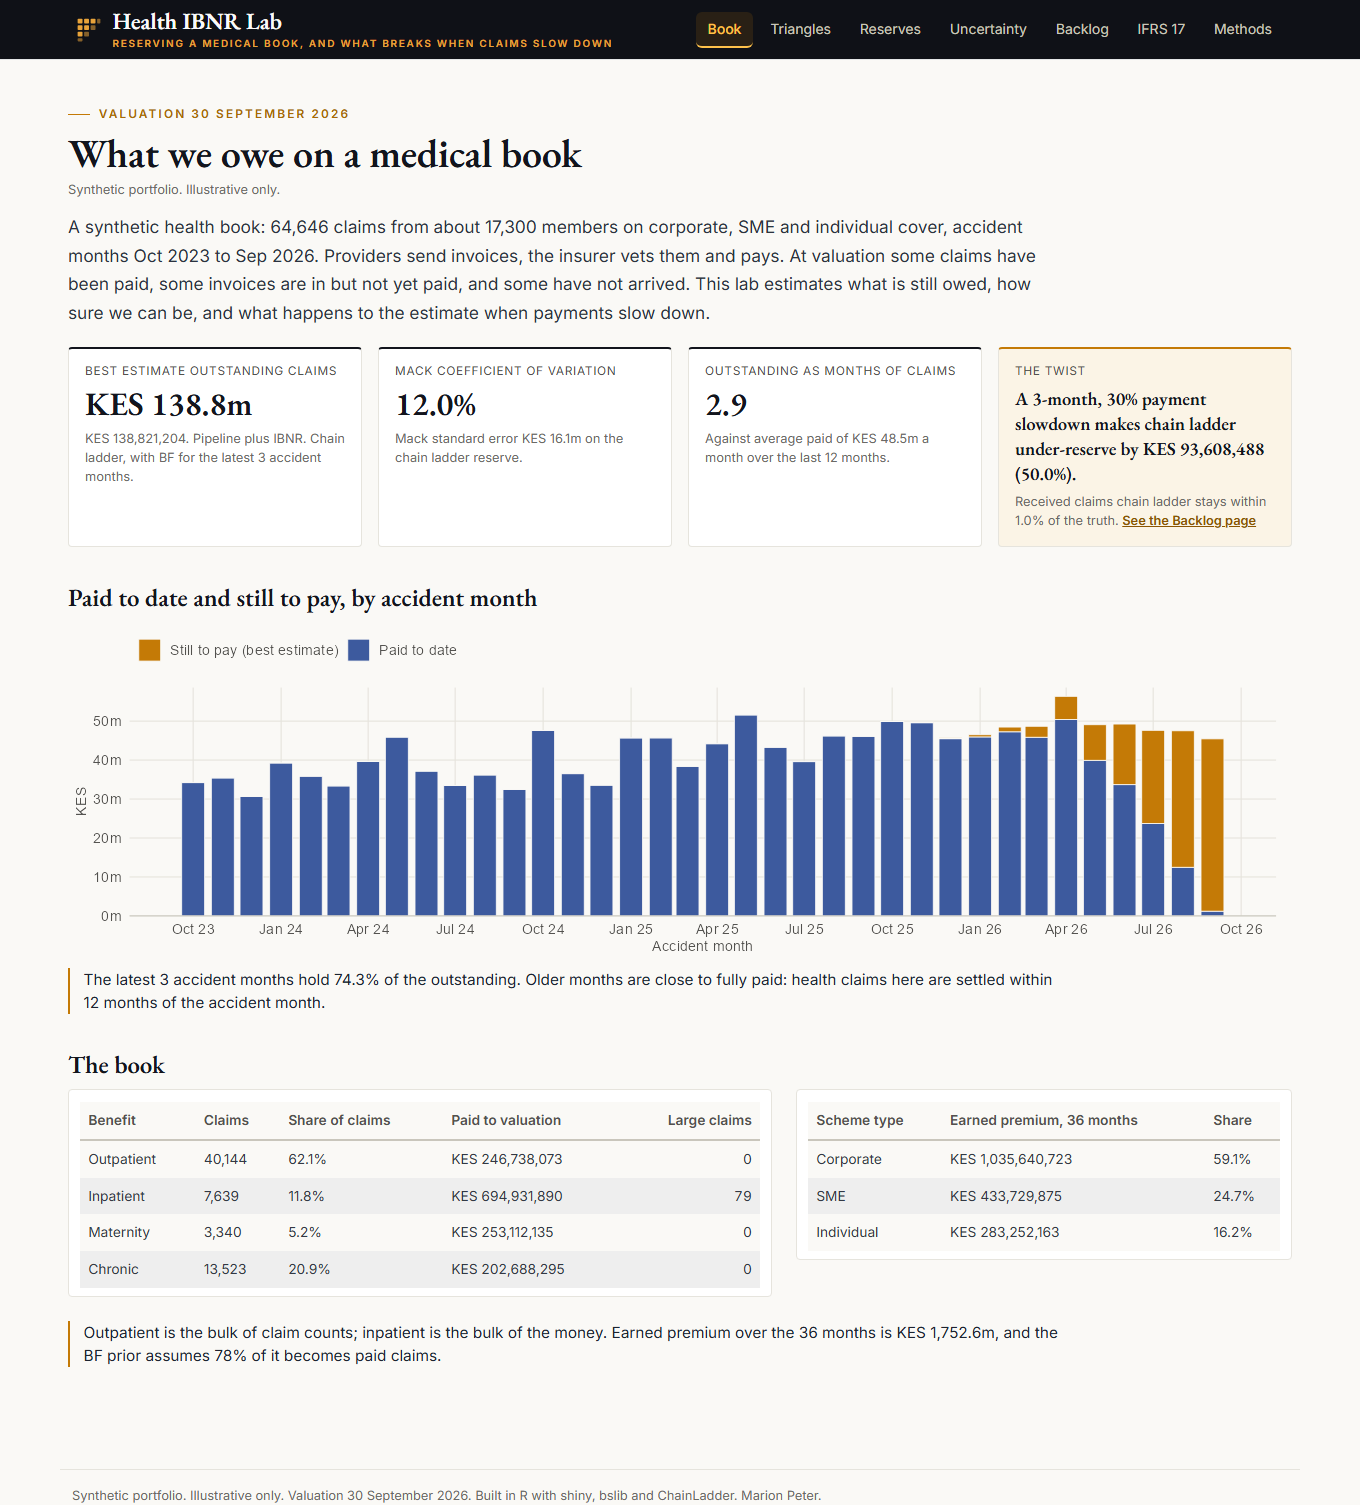 Health IBNR Lab
RESERVING A MEDICAL BOOK, AND WHAT BREAKS WHEN CLAIMS SLOW DOWN
Book Triangles Reserves Uncertainty Backlog IFRS 17 Methods
VALUATION 30 SEPTEMBER 2026
What we owe on a medical book
Synthetic portfolio. Illustrative only.
A synthetic health book: 64,646 claims from about 17,300 members on corporate, SME and individual cover, accident
months Oct 2023 to Sep 2026. Providers send invoices, the insurer vets them and pays. At valuation some claims have
been paid, some invoices are in but not yet paid, and some have not arrived. This lab estimates what is still owed, how
sure we can be, and what happens to the estimate when payments slow down.
BEST ESTIMATE OUTSTANDING CLAIMS
KES 138.8m
KES 138,821,204. Pipeline plus IBNR. Chain
ladder, with BF for the latest 3 accident
months.
MACK COEFFICIENT OF VARIATION
12.0%
Mack standard error KES 16.1m on the
chain ladder reserve.
OUTSTANDING AS MONTHS OF CLAIMS
2.9
Against average paid of KES 48.5m a
month over the last 12 months.
THE TWIST
A 3-month, 30% payment
slowdown makes chain ladder
under-reserve by KES 93,608,488
(50.0%).
Received claims chain ladder stays within
1.0% of the truth. See the Backlog page
Paid to date and still to pay, by accident month
Still to pay (best estimate) Paid to date
KES
50m
40m
30m
20m
10m
0m
Oct 23 Jan 24 Apr 24 Jul 24 Oct 24 Jan 25 Apr 25 Jul 25 Oct 25 Jan 26 Apr 26 Jul 26 Oct 26
Accident month
The latest 3 accident months hold 74.3% of the outstanding. Older months are close to fully paid: health claims here are settled within
12 months of the accident month.
The book
Benefit Claims Share of claims Paid to valuation Large claims
Outpatient 40,144 62.1% KES 246,738,073 0
Inpatient 7,639 11.8% KES 694,931,890 79
Maternity 3,340 5.2% KES 253,112,135 0
Chronic 13,523 20.9% KES 202,688,295 0
Scheme type Earned premium, 36 months Share
Corporate KES 1,035,640,723 59.1%
SME KES 433,729,875 24.7%
Individual KES 283,252,163 16.2%
Outpatient is the bulk of claim counts; inpatient is the bulk of the money. Earned premium over the 36 months is KES 1,752.6m, and the
BF prior assumes 78% of it becomes paid claims.
Synthetic portfolio. Illustrative only. Valuation 30 September 2026. Built in R with shiny, bslib and ChainLadder. Marion Peter.